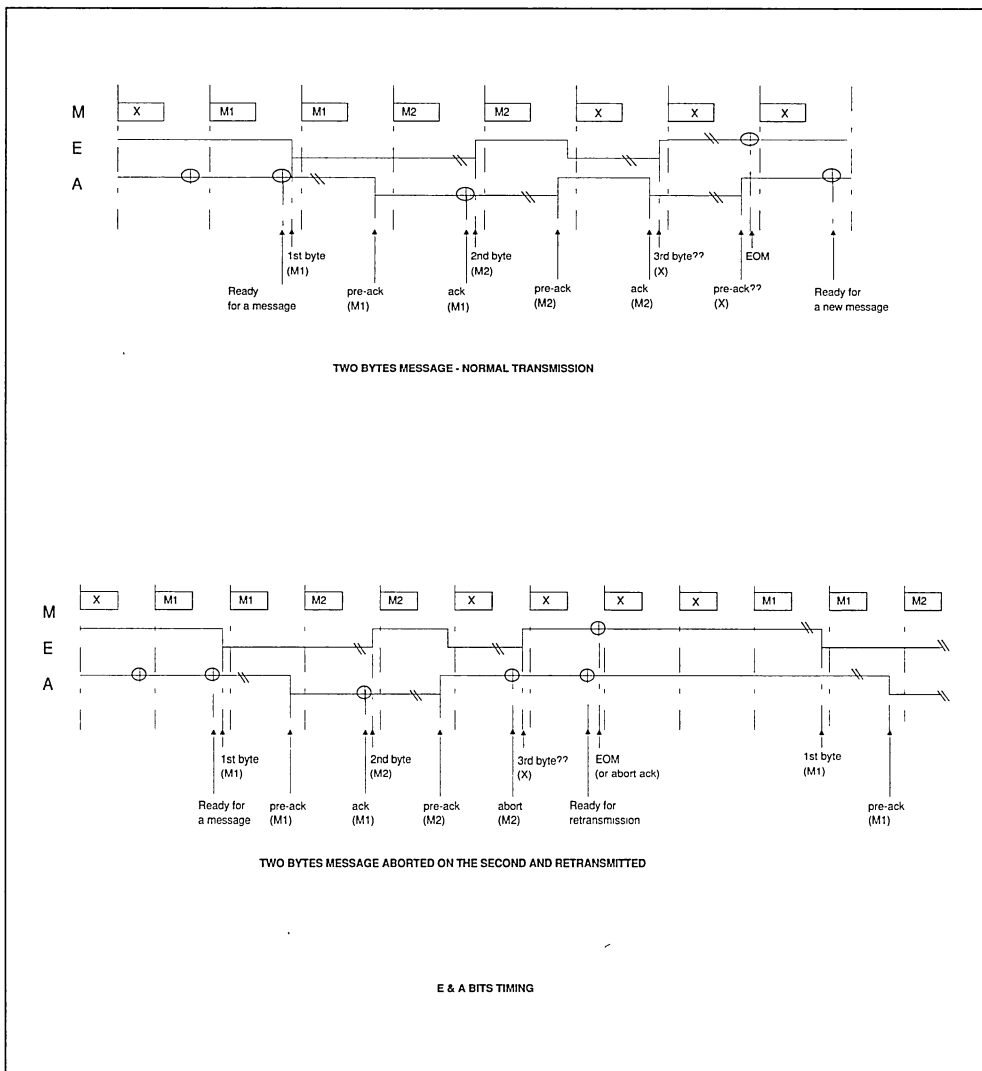 M X M1 M1 M2 M2 X X X
E
A
1st byte 2nd byte 3rd byte?? EOM
(M1) (M2) (X)
Ready pre-ack ack pre-ack ack pre-ack?? Ready for
for a message (M1) (M1) (M2) (M2) (X) a new message
TWO BYTES MESSAGE - NORMAL TRANSMISSION
X M1 M1 M2 M2 X X X X M1 M1 M2
M
E
A
1st byte 2nd byte 3rd byte?? EOM 1st byte
(M1) (M2) (X) (or abort ack) (M1)
Ready for pre-ack ack pre-ack abort Ready for pre-ack
a message (M1) (M1) (M2) (M2) retransmission (M1)
TWO BYTES MESSAGE ABORTED ON THE SECOND AND RETRANSMITTED
E & A BITS TIMING